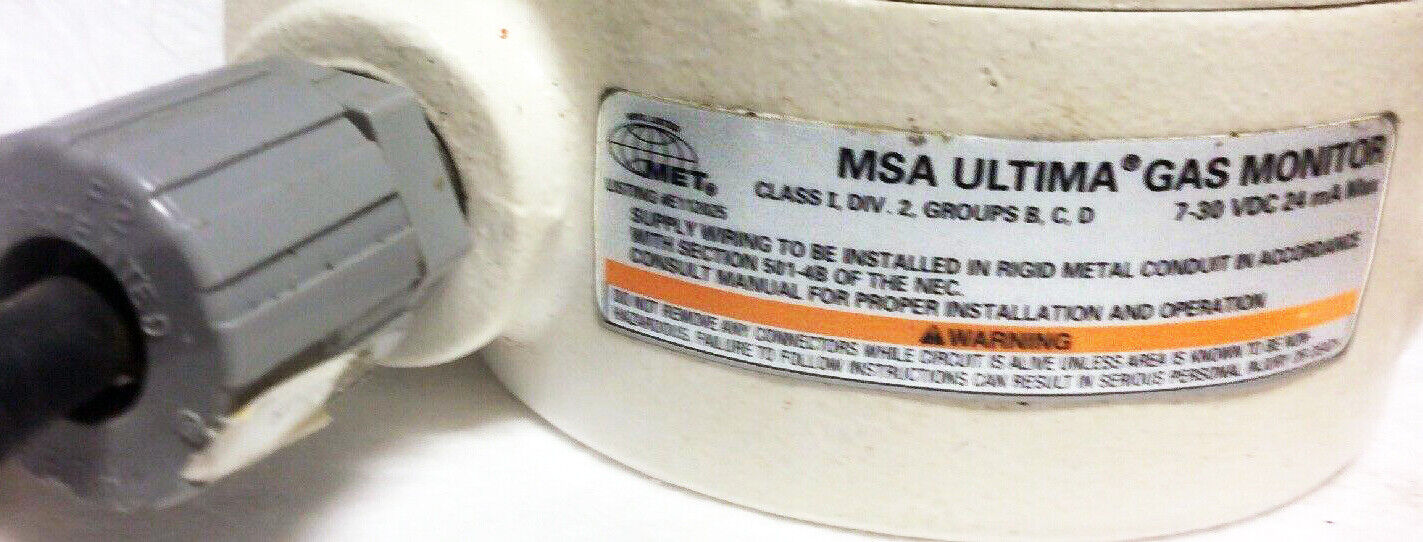 MET®
MSA ULTIMA® GAS MONITOR
CLASS I, DIV. 2, GROUPS B, C, D 7-30 VDC 24 mA Max
SUPPLY WIRING TO BE INSTALLED IN RIGID METAL CONDUIT IN ACCORDANCE
WITH SECTION 501-4B OF THE NEC.
CONSULT MANUAL FOR PROPER INSTALLATION AND OPERATION
WARNING
DO NOT REMOVE ANY CONNECTORS WHILE CIRCUIT IS ALIVE UNLESS AREA IS KNOWN TO BE NON-
HAZARDOUS. FAILURE TO FOLLOW INSTRUCTIONS CAN RESULT IN SERIOUS PERSONAL INJURY OR DEATH.
LISTING